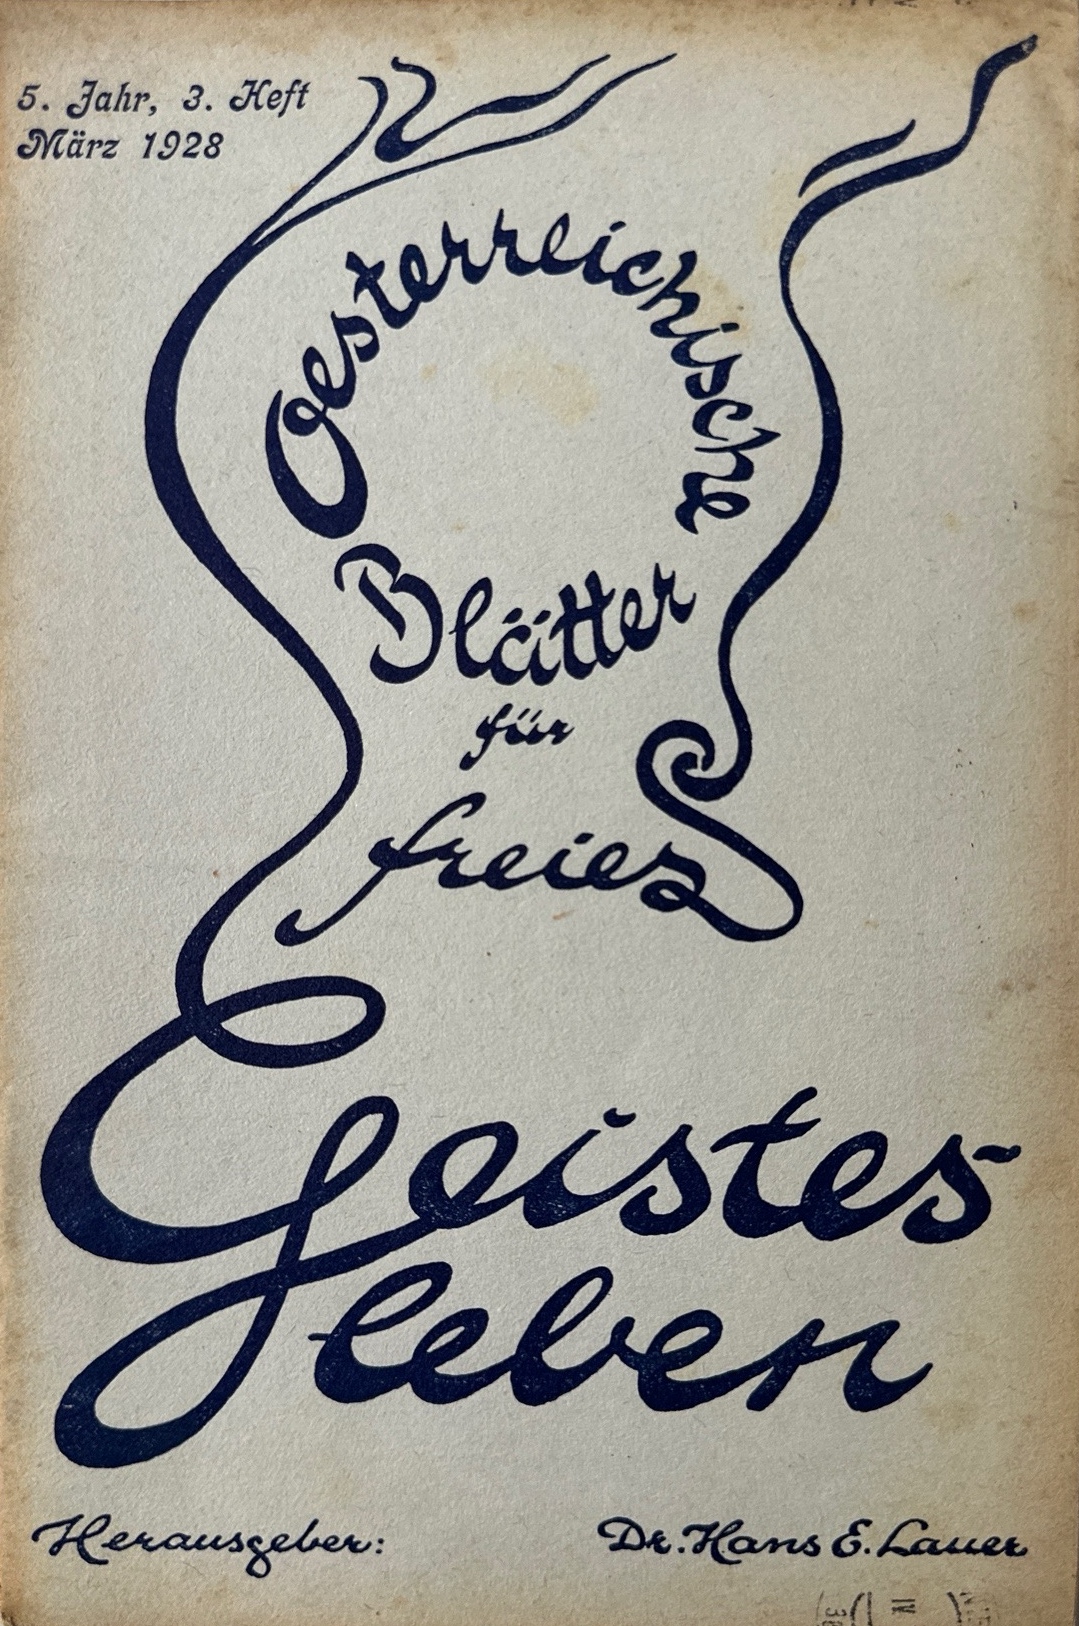 5. Jahr, 3. Heft
März 1928
Oesterreichische
Blätter
für
freies
Geistes-
leben
Herausgeber: Dr. Hans E. Lauer